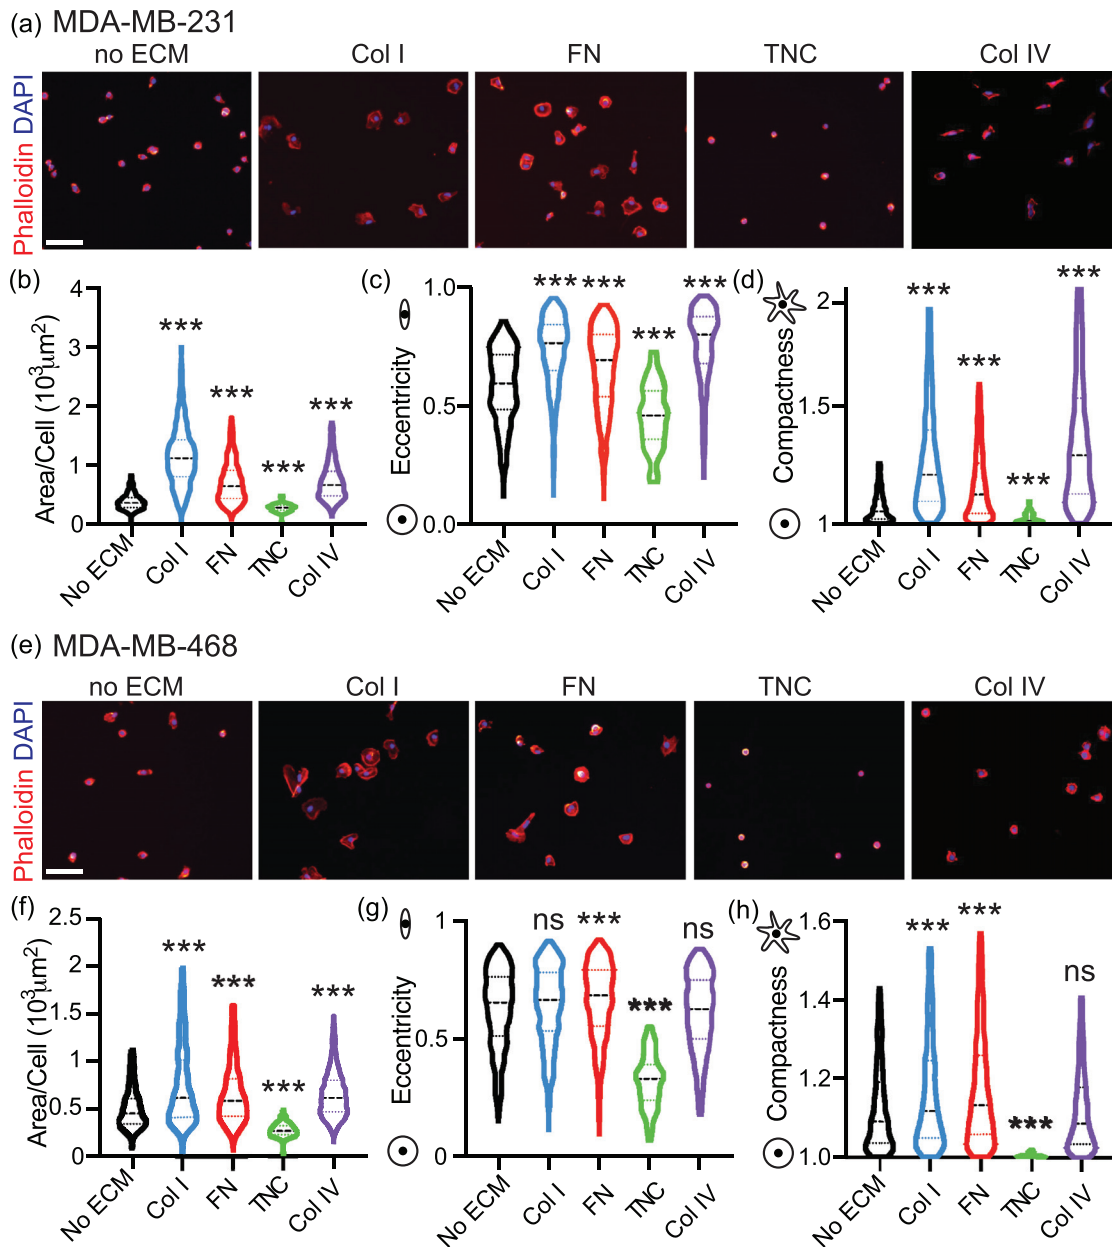 (a) MDA-MB-231
no ECM Col I FN TNC Col IV
Phalloidin DAPI
(b) (c) (d)
Area/Cell (10³μm²)
4
3
2
1
0
*** *** *** ***
No ECM Col I FN TNC Col IV
Eccentricity
1.0
0.5
0.0
*** *** *** ***
No ECM Col I FN TNC Col IV
Compactness
2
1.5
1
*** *** *** ***
No ECM Col I FN TNC Col IV
(e) MDA-MB-468
no ECM Col I FN TNC Col IV
Phalloidin DAPI
(f) (g) (h)
Area/Cell (10³μm²)
2.5
2
1.5
1
0.5
0
*** *** *** ***
No ECM Col I FN TNC Col IV
Eccentricity
1
0.5
0
ns *** *** ns
No ECM Col I FN TNC Col IV
Compactness
1.6
1.4
1.2
1.0
*** *** *** ns
No ECM Col I FN TNC Col IV